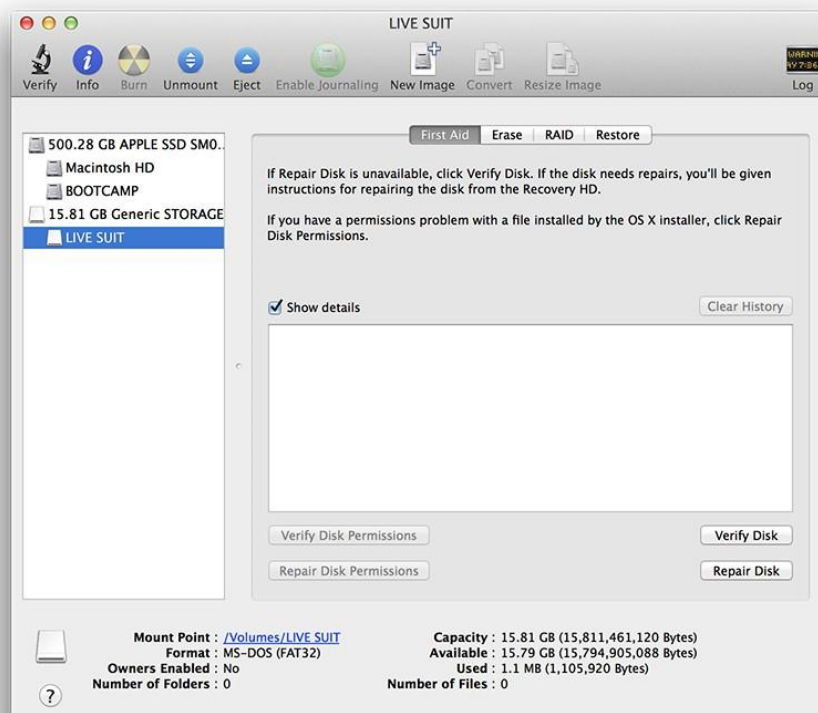 LIVE SUIT
Verify Info Burn Unmount Eject Enable Journaling New Image Convert Resize Image Log
500.28 GB APPLE SSD SM0..
Macintosh HD
BOOTCAMP
15.81 GB Generic STORAGE
LIVE SUIT
First Aid Erase RAID Restore
If Repair Disk is unavailable, click Verify Disk. If the disk needs repairs, you'll be given
instructions for repairing the disk from the Recovery HD.
If you have a permissions problem with a file installed by the OS X installer, click Repair
Disk Permissions.
Show details
Clear History
Verify Disk Permissions Verify Disk
Repair Disk Permissions Repair Disk
Mount Point : /Volumes/LIVE SUIT Capacity : 15.81 GB (15,811,461,120 Bytes)
Format : MS-DOS (FAT32) Available : 15.79 GB (15,794,905,088 Bytes)
Owners Enabled : No Used : 1.1 MB (1,105,920 Bytes)
Number of Folders : 0 Number of Files : 0
?